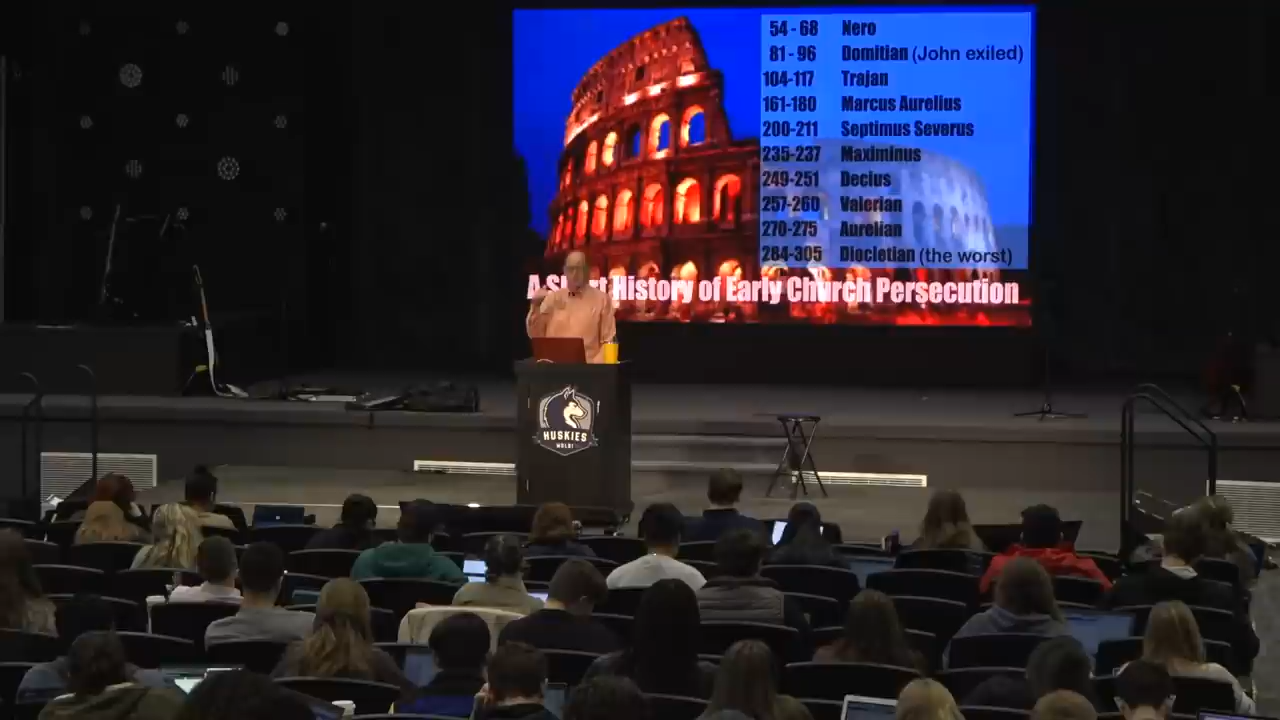 54 - 68 Nero
81 - 96 Domitian (John exiled)
104-117 Trajan
161-180 Marcus Aurelius
200-211 Septimus Severus
235-237 Maximinus
249-251 Decius
257-260 Valerian
270-275 Aurelian
284-305 Diocletian (the worst)
A Short History of Early Church Persecution
HUSKIES